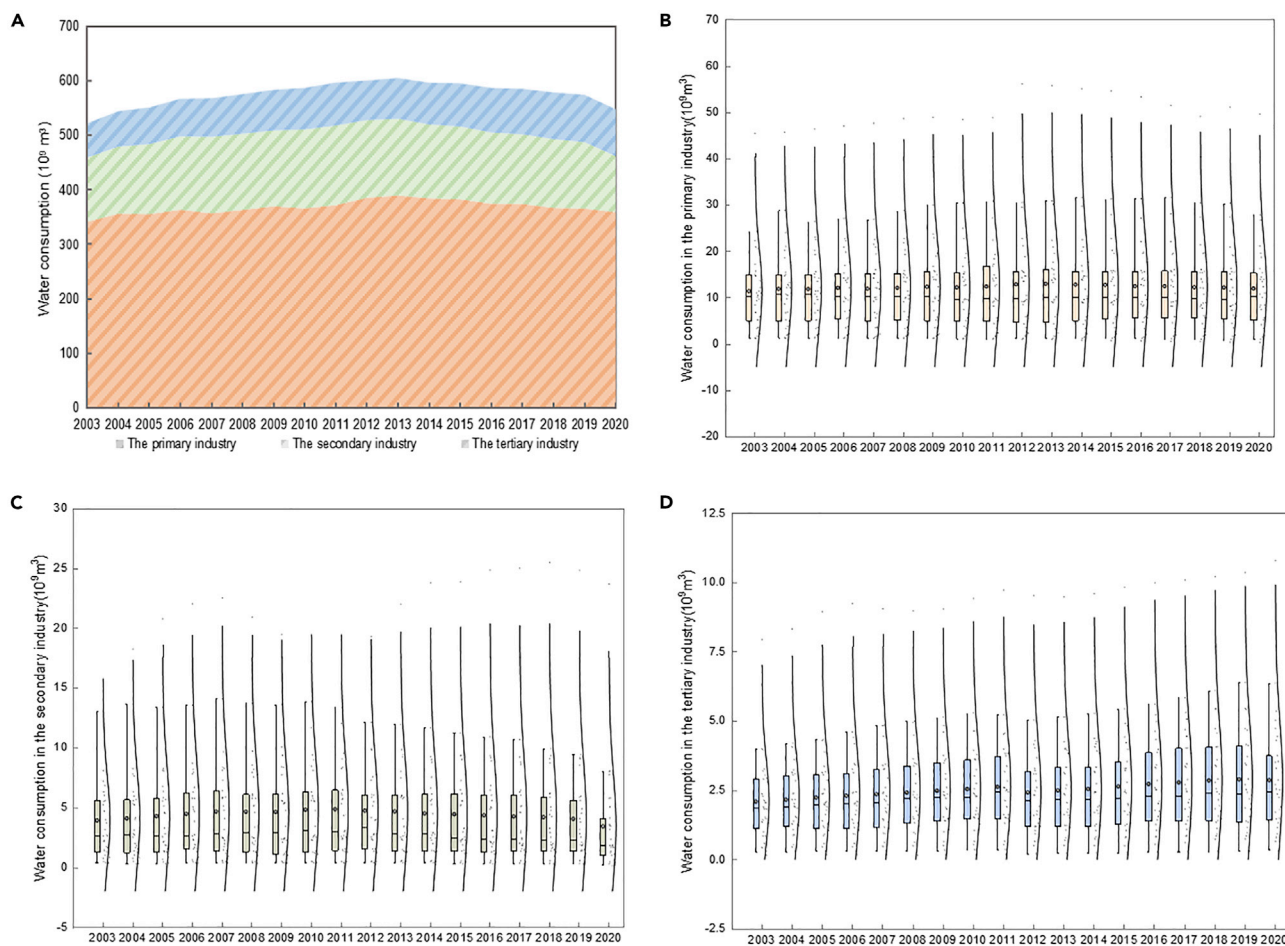 A
Water consumption (10⁹ m³)
700
600
500
400
300
200
100
0
2003 2004 2005 2006 2007 2008 2009 2010 2011 2012 2013 2014 2015 2016 2017 2018 2019 2020
The primary industry The secondary industry The tertiary industry
B
Water consumption in the primary industry(10⁹m³)
70
60
50
40
30
20
10
0
-10
-20
2003 2004 2005 2006 2007 2008 2009 2010 2011 2012 2013 2014 2015 2016 2017 2018 2019 2020
C
Water consumption in the secondary industry(10⁹m³)
30
25
20
15
10
5
0
-5
2003 2004 2005 2006 2007 2008 2009 2010 2011 2012 2013 2014 2015 2016 2017 2018 2019 2020
D
Water consumption in the tertiary industry(10⁹m³)
12.5
10.0
7.5
5.0
2.5
0.0
-2.5
2003 2004 2005 2006 2007 2008 2009 2010 2011 2012 2013 2014 2015 2016 2017 2018 2019 2020